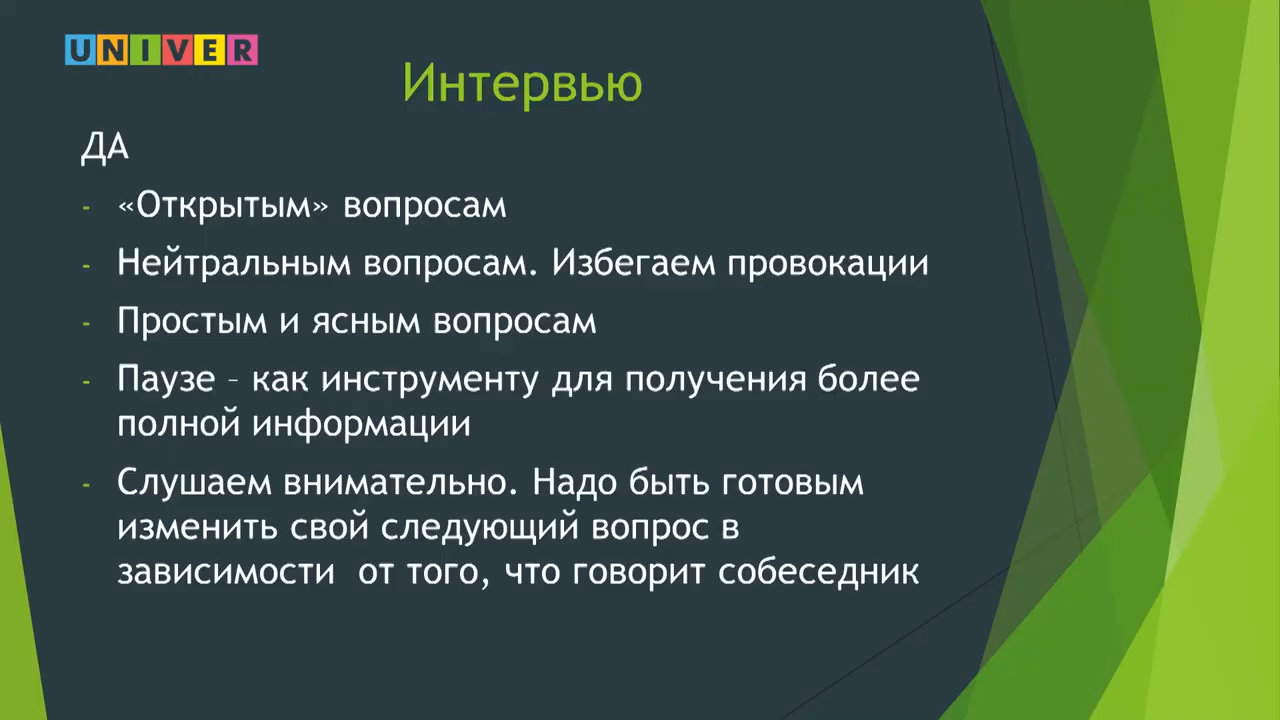 UNIVER
Интервью
ДА
- «Открытым» вопросам
- Нейтральным вопросам. Избегаем провокации
- Простым и ясным вопросам
- Паузе – как инструменту для получения более
полной информации
- Слушаем внимательно. Надо быть готовым
изменить свой следующий вопрос в
зависимости  от того, что говорит собеседник